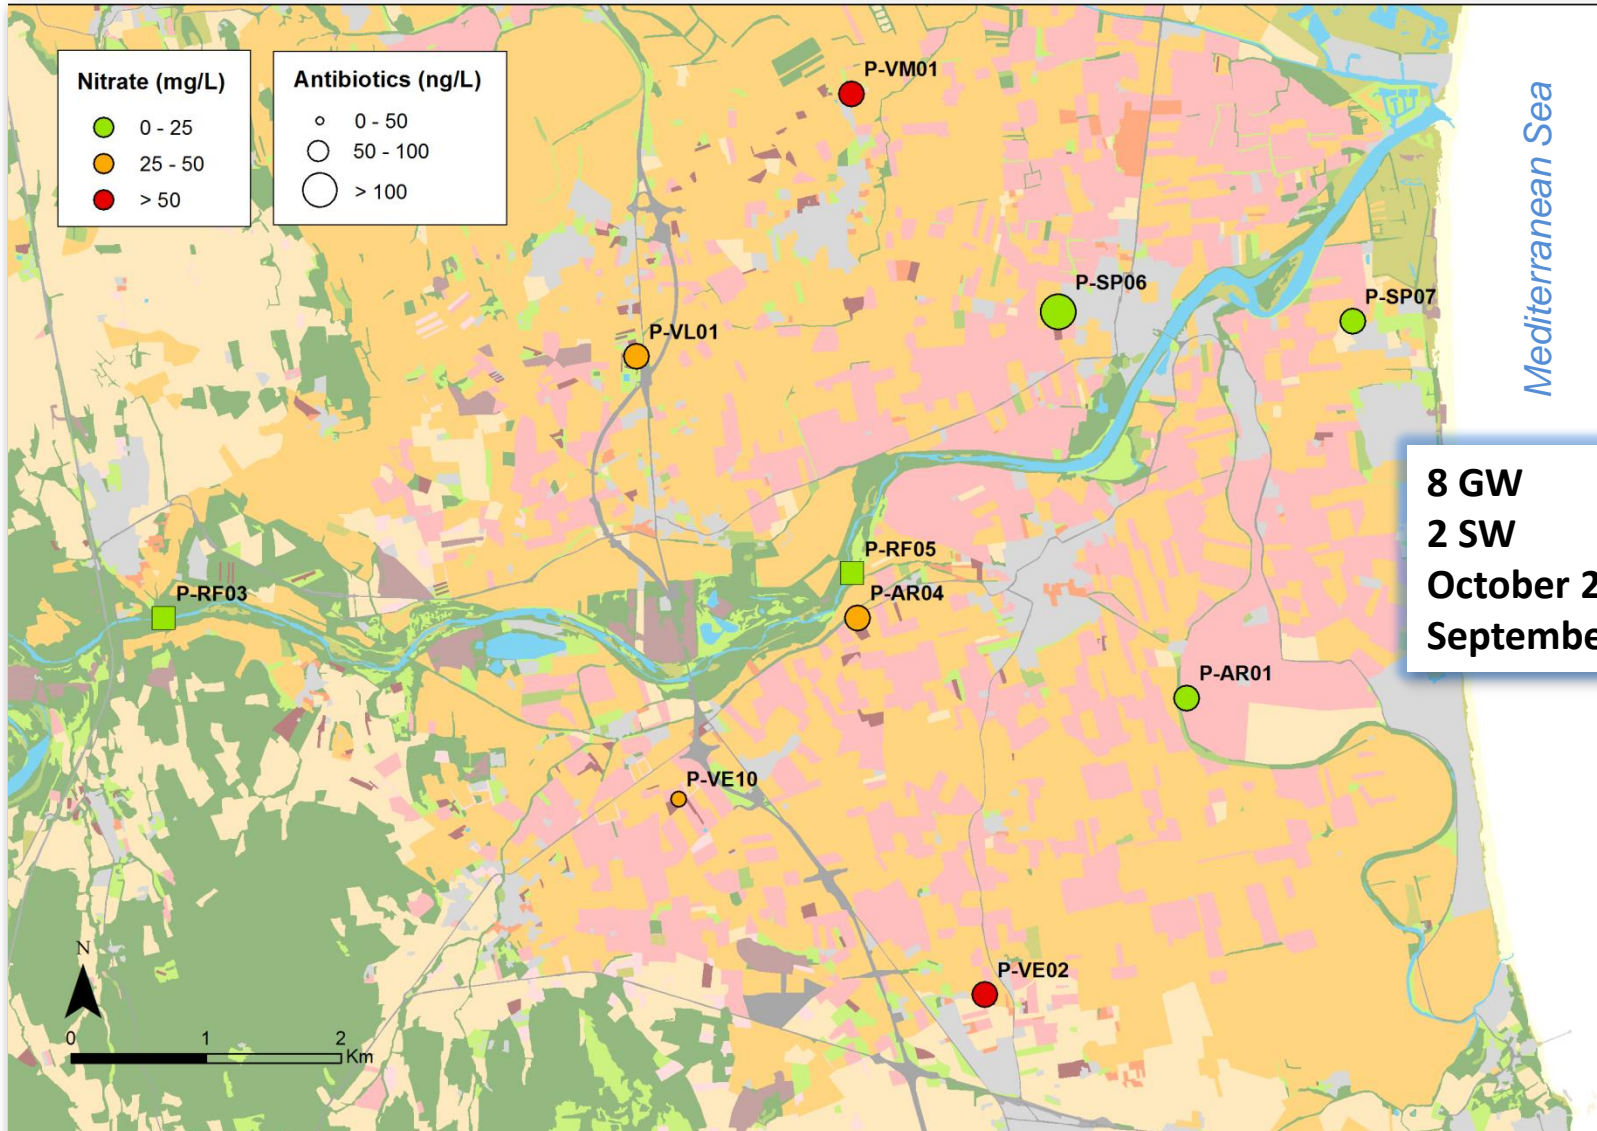 Nitrate (mg/L)
0 - 25
25 - 50
> 50
Antibiotics (ng/L)
0 - 50
50 - 100
> 100
P-VM01
P-SP06
P-SP07
P-VL01
Mediterranean Sea
8 GW
2 SW
October 2
Septembe
P-RF05
P-RF03
P-AR04
P-AR01
P-VE10
P-VE02
N
0 1 2
Km